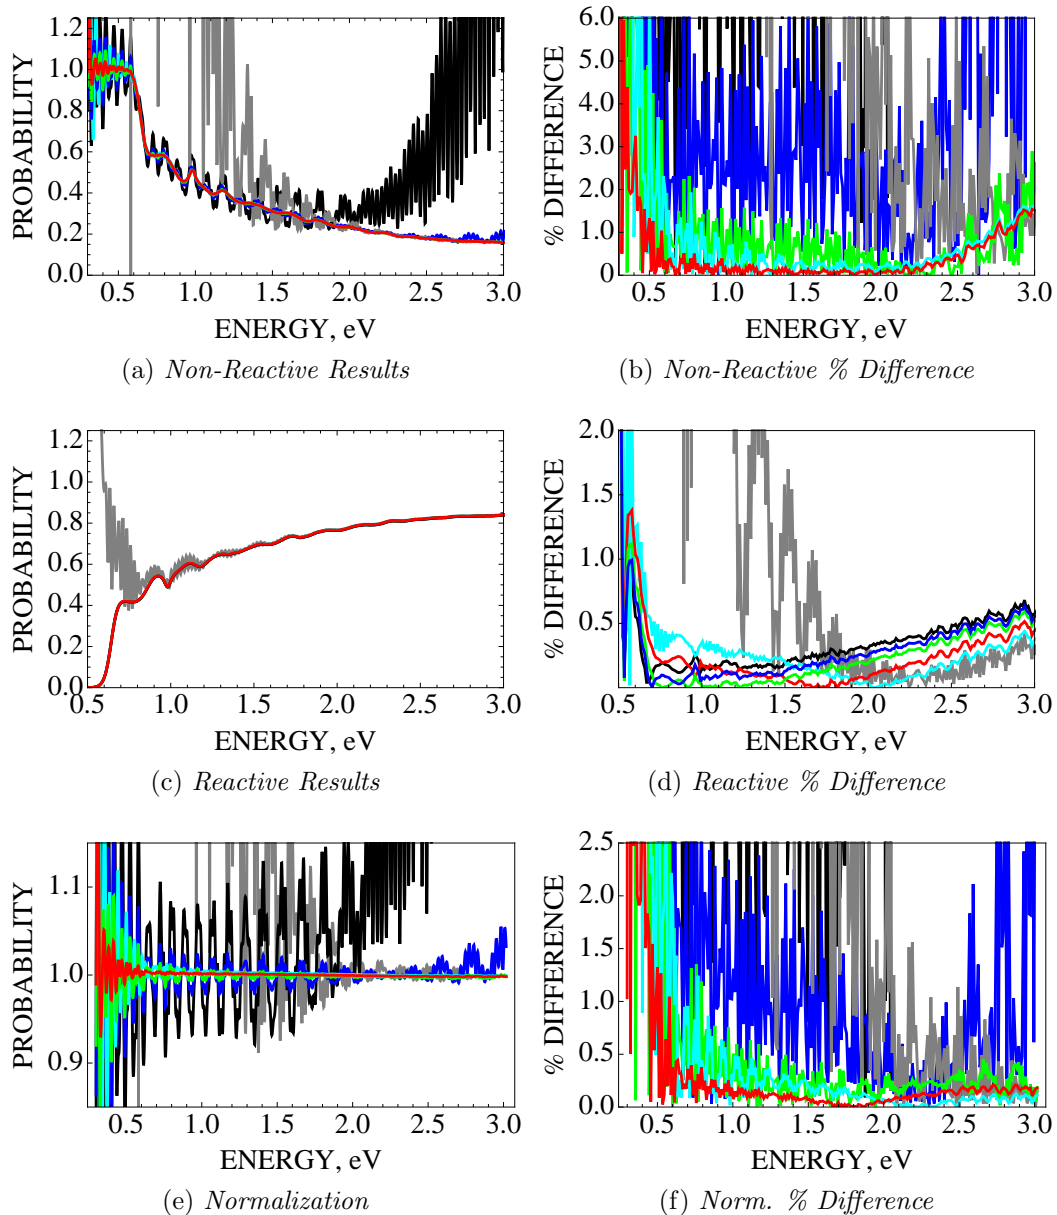 PROBABILITY
1.2
1.0
0.8
0.6
0.4
0.2
0.0
0.5 1.0 1.5 2.0 2.5 3.0
ENERGY, eV
(a) Non-Reactive Results
% DIFFERENCE
6.0
5.0
4.0
3.0
2.0
1.0
0
0.5 1.0 1.5 2.0 2.5 3.0
ENERGY, eV
(b) Non-Reactive % Difference
PROBABILITY
1.2
1.0
0.8
0.6
0.4
0.2
0.0
0.5 1.0 1.5 2.0 2.5 3.0
ENERGY, eV
(c) Reactive Results
% DIFFERENCE
2.0
1.5
1.0
0.5
0
0.5 1.0 1.5 2.0 2.5 3.0
ENERGY, eV
(d) Reactive % Difference
PROBABILITY
1.1
1.0
0.9
0.5 1.0 1.5 2.0 2.5 3.0
ENERGY, eV
(e) Normalization
% DIFFERENCE
2.5
2.0
1.5
1.0
0.5
0.0
0.5 1.0 1.5 2.0 2.5 3.0
ENERGY, eV
(f) Norm. % Difference